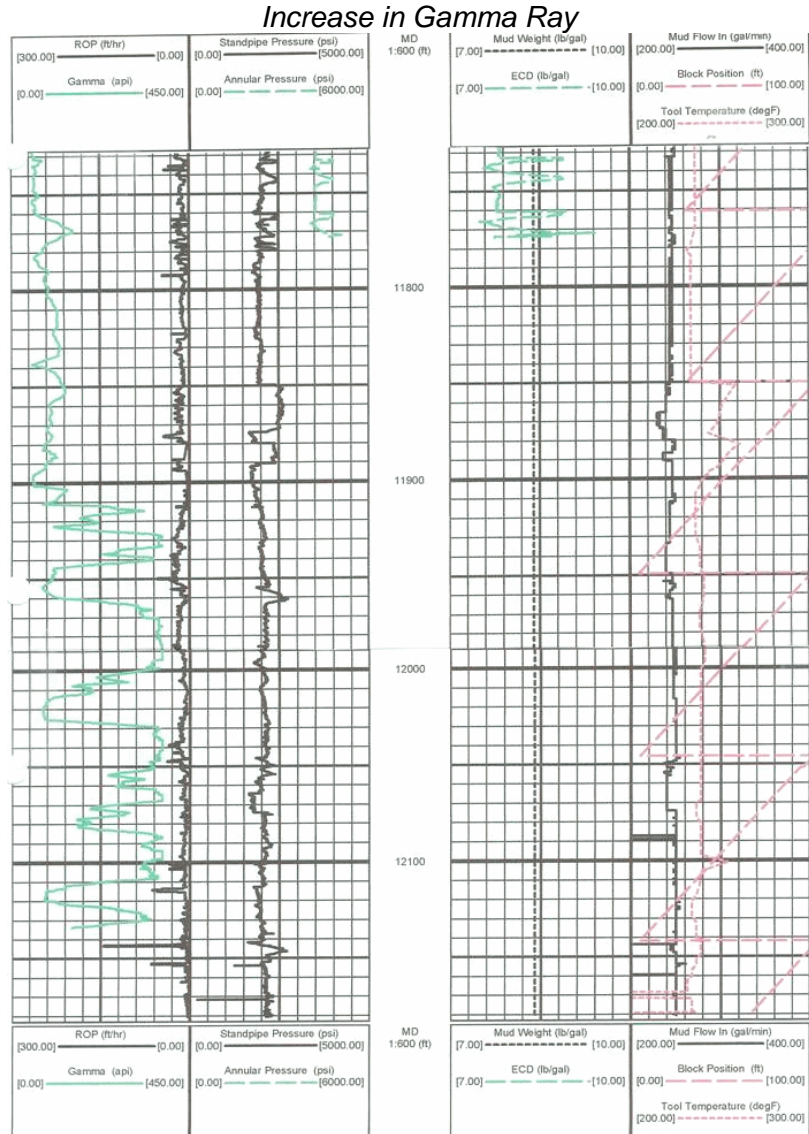 Increase in Gamma Ray
ROP (ft/hr)
[300.00] [0.00]
Gamma (api)
[0.00] [450.00]
Standpipe Pressure (psi)
[0.00] [5000.00]
Annular Pressure (psi)
[0.00] [6000.00]
MD
1:600 (ft)
Mud Weight (lb/gal)
[7.00] [10.00]
ECD (lb/gal)
[7.00] [10.00]
Mud Flow In (gal/min)
[200.00] [400.00]
Block Position (ft)
[0.00] [100.00]
Tool Temperature (degF)
[200.00] [300.00]
11800
11900
12000
12100
ROP (ft/hr)
[300.00] [0.00]
Gamma (api)
[0.00] [450.00]
Standpipe Pressure (psi)
[0.00] [5000.00]
Annular Pressure (psi)
[0.00] [6000.00]
MD
1:600 (ft)
Mud Weight (lb/gal)
[7.00] [10.00]
ECD (lb/gal)
[7.00] [10.00]
Mud Flow In (gal/min)
[200.00] [400.00]
Block Position (ft)
[0.00] [100.00]
Tool Temperature (degF)
[200.00] [300.00]